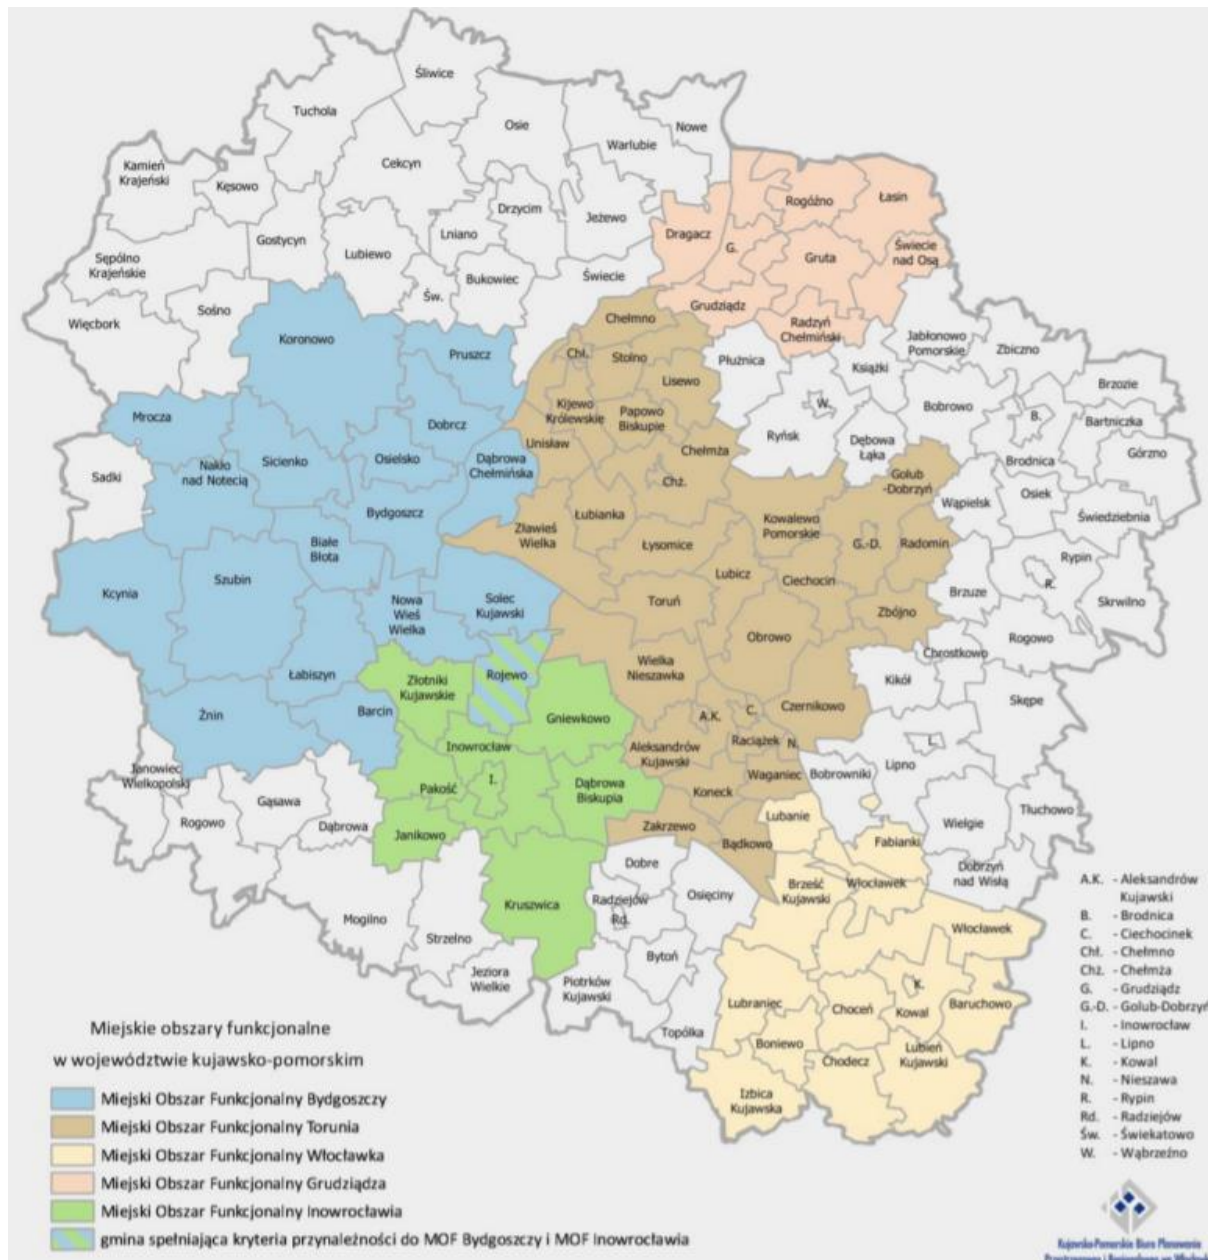 Śliwice
Tuchola
Osie
Nowe
Warlubie
Kamień
Krajeński
Cekcyn
Kęsowo
Rogóźno
Łasin
Drzycim
Jeżewo
Lniano
Dragacz
Gostycyn
Lubiewo
G.
Świecie
nad Osą
Sępólno
Krajeńskie
Gruta
Bukowiec
Świecie
Św.
Sośno
Grudziądz
Więcbork
Chełmno
Radzyń
Chełmiński
Koronowo
Jabłonowo
Pomorskie
Zbiczno
Pruszcz
Chł.
Stolno
Płużnica
Książki
Lisewo
Brzozie
Mrocza
Kijewo
Królewskie
Papowo
Biskupie
W.
Bobrowo
B.
Bartniczka
Dobrcz
Unisław
Ryńsk
Dębowa
Łąka
Chełmża
Górzno
Sadki
Nakło
nad Notecią
Sicienko
Osielsko
Dąbrowa
Chełmińska
Brodnica
Chż.
Golub
-Dobrzyń
Osiek
Wąpielsk
Bydgoszcz
Łubianka
Kowalewo
Pomorskie
Świedziebnia
Zławieś
Wielka
Białe
Błota
Łysomice
G.-D.
Radomin
Rypin
Szubin
Lubicz
Ciechocin
R.
Kcynia
Solec
Kujawski
Brzuze
Nowa
Wieś
Wielka
Toruń
Skrwilno
Zbójno
Obrowo
Rogowo
Chrostkowo
Wielka
Nieszawka
Łabiszyn
Złotniki
Kujawskie
Rojewo
Kikół
Skępe
Żnin
Barcin
Gniewkowo
A.K.
C.
Czernikowo
Inowrocław
Aleksandrów
Kujawski
Raciążek
N.
L.
Janowiec
Wielkopolski
Lipno
Waganiec
Bobrowniki
I.
Pakość
Dąbrowa
Biskupia
Koneck
Gąsawa
Tłuchowo
Rogowo
Dąbrowa
Janikowo
Zakrzewo
Lubanie
Wielgie
Bądkowo
Fabianki
Dobre
Dobrzyń
nad Wisłą
Brześć
Kujawski
Włocławek
Osięciny
Kruszwica
Radziejów
Rd.
Mogilno
Włocławek
Strzelno
Bytoń
Jeziora
Wielkie
Piotrków
Kujawski
K.
Lubraniec
Choceń
Kowal
Baruchowo
Topólka
Boniewo
Chodecz
Lubień
Kujawski
Izbica
Kujawska
A.K. - Aleksandrów
Kujawski
B. - Brodnica
C. - Ciechocinek
Chł. - Chełmno
Chż. - Chełmża
G. - Grudziądz
G.-D. - Golub-Dobrzyń
I. - Inowrocław
L. - Lipno
K. - Kowal
N. - Nieszawa
R. - Rypin
Rd. - Radziejów
Św. - Świekatowo
W. - Wąbrzeźno
Miejskie obszary funkcjonalne
w województwie kujawsko-pomorskim
Miejski Obszar Funkcjonalny Bydgoszczy
Miejski Obszar Funkcjonalny Torunia
Miejski Obszar Funkcjonalny Włocławka
Miejski Obszar Funkcjonalny Grudziądza
Miejski Obszar Funkcjonalny Inowrocławia
gmina spełniająca kryteria przynależności do MOF Bydgoszczy i MOF Inowrocławia
Kujawsko-Pomorskie Biuro Planowania